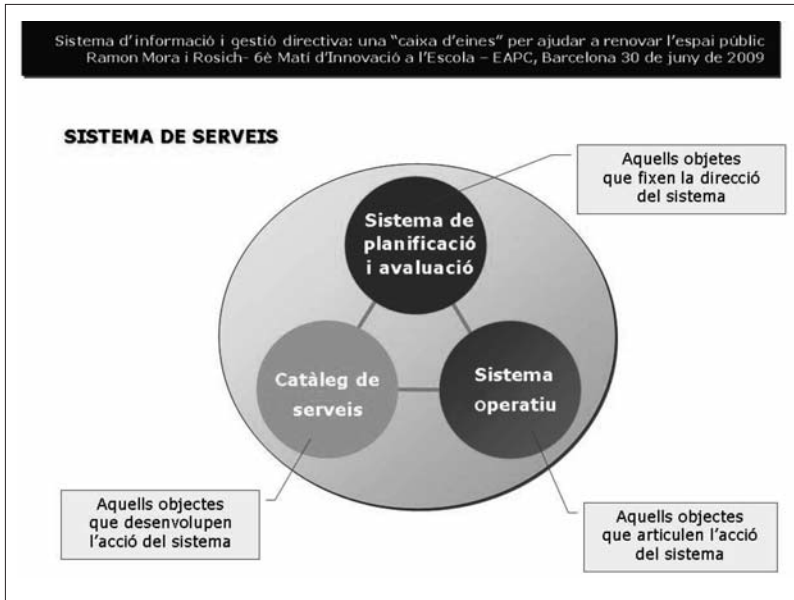 Sistema d'informació i gestió directiva: una "caixa d'eines" per ajudar a renovar l'espai públic
Ramon Mora i Rosich- 6è Matí d'Innovació a l'Escola – EAPC, Barcelona 30 de juny de 2009
SISTEMA DE SERVEIS
Aquells objetes
que fixen la direcció
del sistema
Sistema de
planificació
i avaluació
Catàleg de
serveis
Sistema
operatiu
Aquells objectes
que desenvolupen
l'acció del sistema
Aquells objectes
que articulen l'acció
del sistema